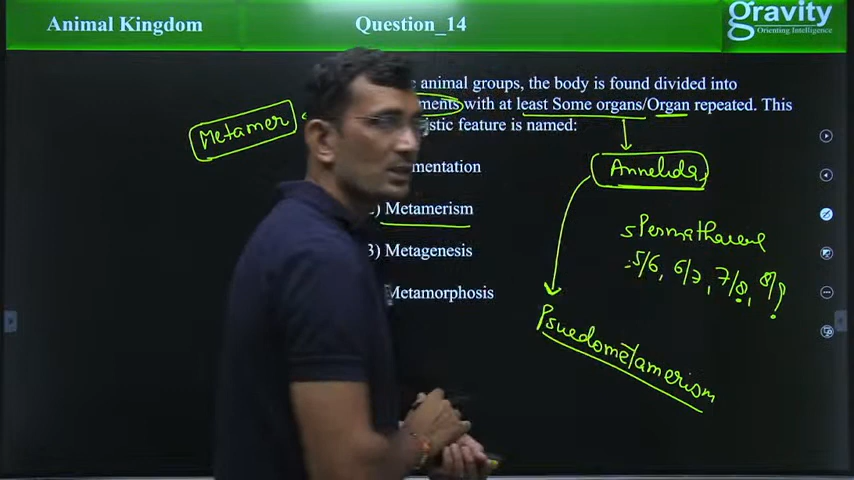 Animal Kingdom
Question_14
gravity
Orienting Intelligence
animal groups, the body is found divided into
ments with at least Some organs/Organ repeated. This
istic feature is named:
Metamer
mentation
Annelida
2) Metamerism
Spermathecae
3) Metagenesis
5/6, 6/7, 7/8, 8/9
Metamorphosis
Psuedometamerism